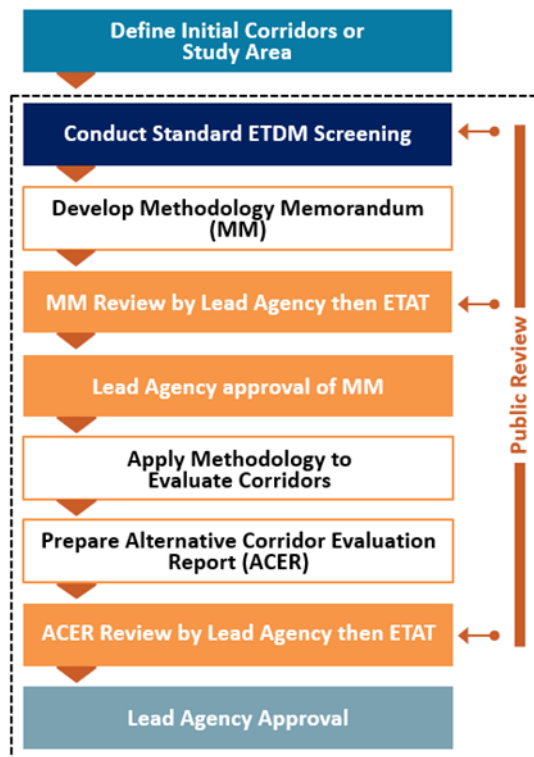 Define Initial Corridors or
Study Area
Conduct Standard ETDM Screening
Develop Methodology Memorandum
(MM)
MM Review by Lead Agency then ETAT
Lead Agency approval of MM
Apply Methodology to
Evaluate Corridors
Prepare Alternative Corridor Evaluation
Report (ACER)
ACER Review by Lead Agency then ETAT
Lead Agency Approval
Public Review